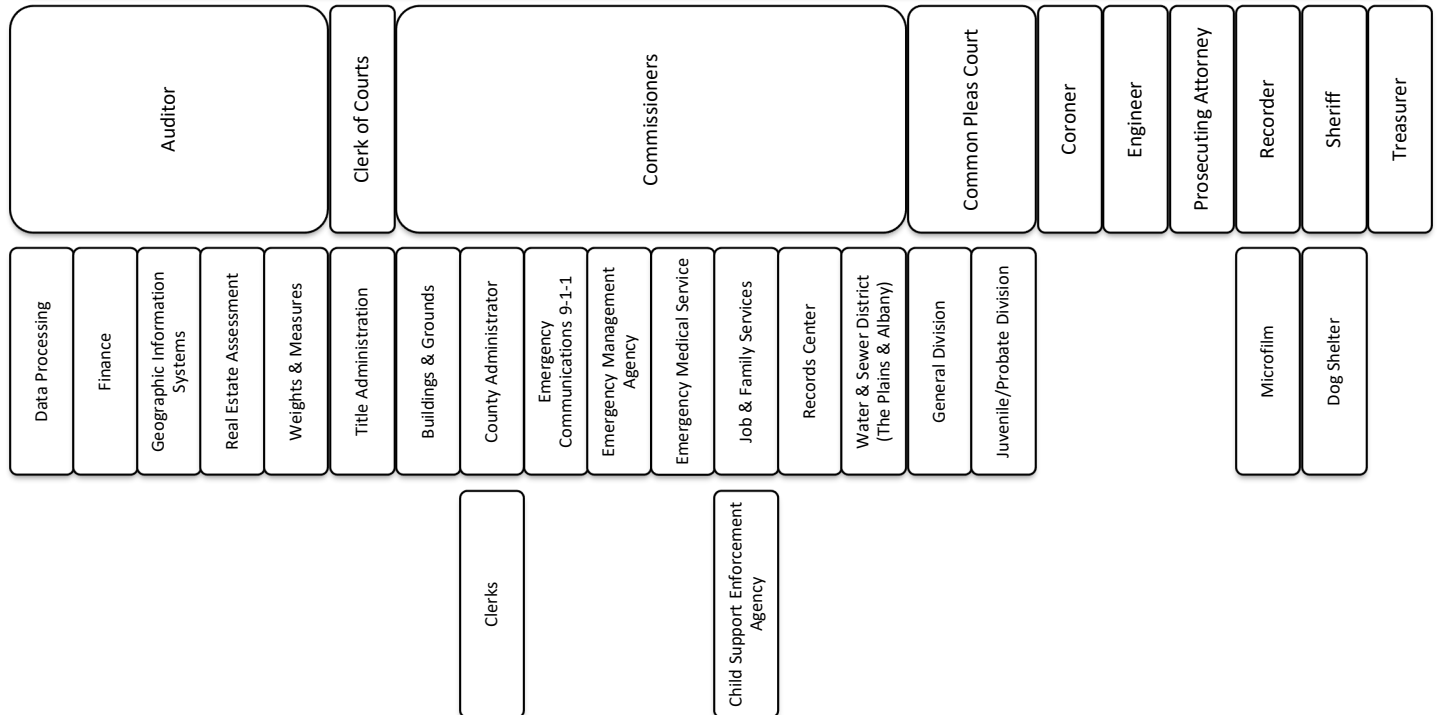 Auditor
Clerk of Courts
Commissioners
Common Pleas Court
Coroner
Engineer
Prosecuting Attorney
Recorder
Sheriff
Treasurer
Data Processing
Finance
Geographic Information
Systems
Real Estate Assessment
Weights & Measures
Title Administration
Buildings & Grounds
County Administrator
Emergency
Communications 9-1-1
Emergency Management
Agency
Emergency Medical Service
Job & Family Services
Records Center
Water & Sewer District
(The Plains & Albany)
General Division
Juvenile/Probate Division
Microfilm
Dog Shelter
Clerks
Child Support Enforcement
Agency